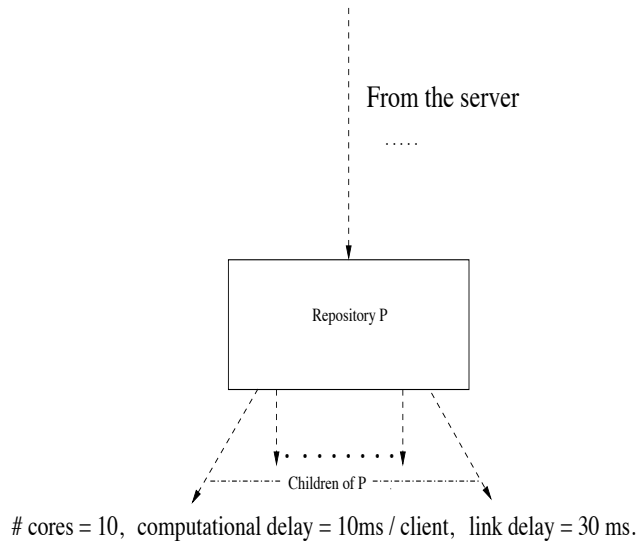 From the server
.....
Repository P
. . . . . . . .
Children of P
# cores = 10, computational delay = 10ms / client, link delay = 30 ms.